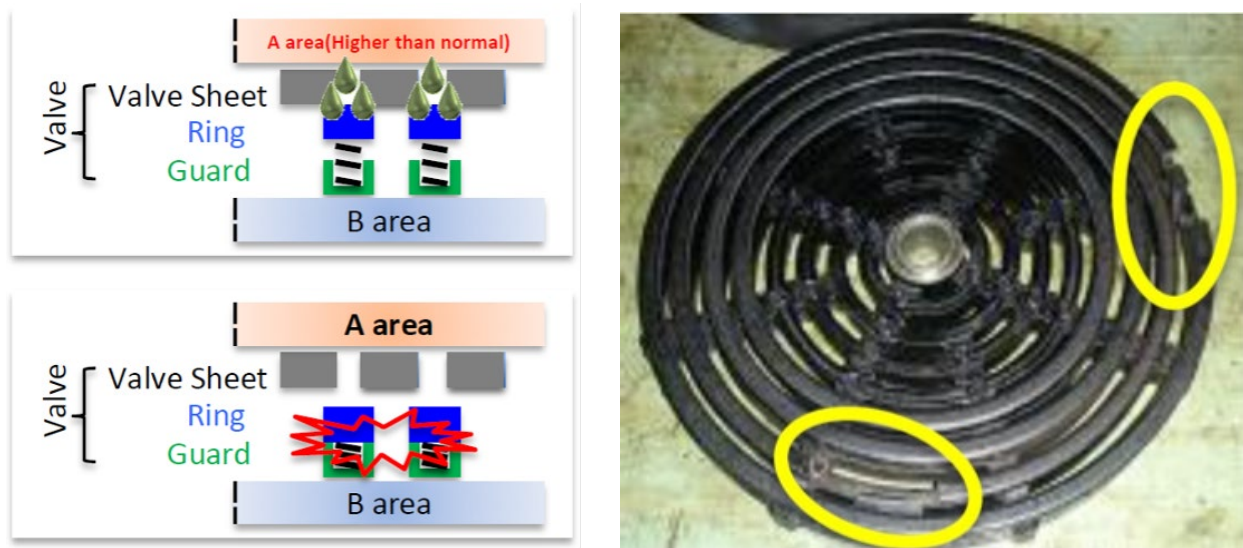 A area(Higher than normal)
Valve
Valve Sheet
Ring
Guard
B area
A area
Valve
Valve Sheet
Ring
Guard
B area